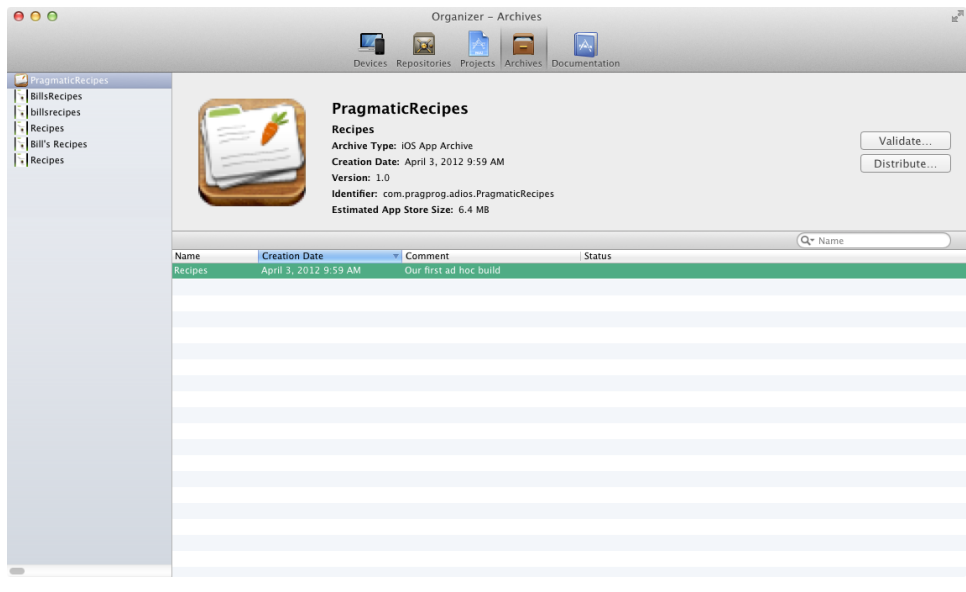 Organizer – Archives
Devices Repositories Projects Archives Documentation
PragmaticRecipes
BillsRecipes
billsrecipes
Recipes
Bill's Recipes
Recipes
PragmaticRecipes
Recipes
Archive Type: iOS App Archive
Creation Date: April 3, 2012 9:59 AM
Version: 1.0
Identifier: com.pragprog.adios.PragmaticRecipes
Estimated App Store Size: 6.4 MB
Validate...
Distribute...
Name
Name Creation Date Comment Status
Recipes April 3, 2012 9:59 AM Our first ad hoc build